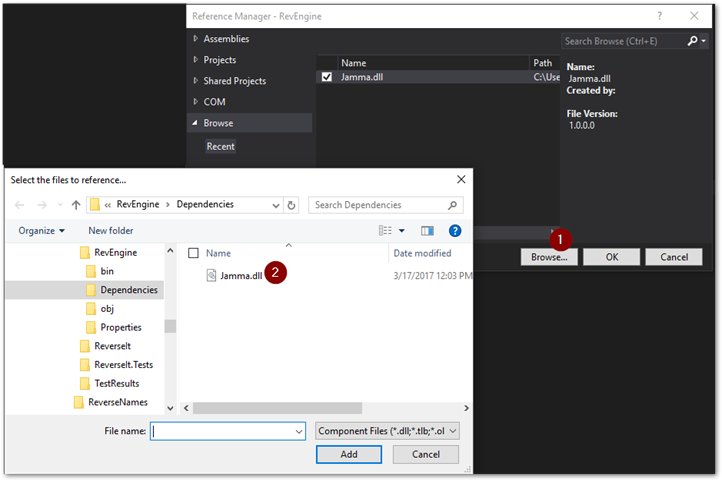 Reference Manager - RevEngine
Assemblies
Search Browse (Ctrl+E)
Projects
Name Path
Name:
Shared Projects
Jamma.dll C:\Use
Jamma.dll
Created by:
COM
Browse
File Version:
1.0.0.0
Recent
1
Browse... OK Cancel
Select the files to reference...
« RevEngine > Dependencies
Search Dependencies
Organize New folder
RevEngine
bin
Dependencies
obj
Properties
ReverseIt
ReverseIt.Tests
TestResults
ReverseNames
Name Date modified
Jamma.dll 2 3/17/2017 12:03 PM
File name: Component Files (*.dll;*.tlb;*.ol
Add Cancel